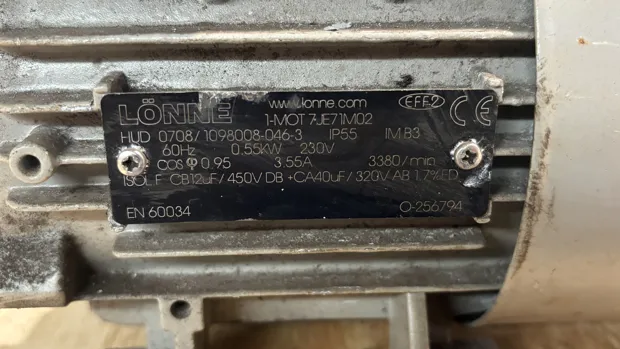 LÖNNE www.lonne.com EFF2 CE
1-MOT 7JE71M02
HUD 0708/1098008-046-3 IP55 IM B3
60Hz 0.55kW 230V
COS φ 0.95 3.55A 3380/min
ISOL F CB12uF/450V DB +CA40uF/320V AB 1.7%ED
EN 60034 O-256794